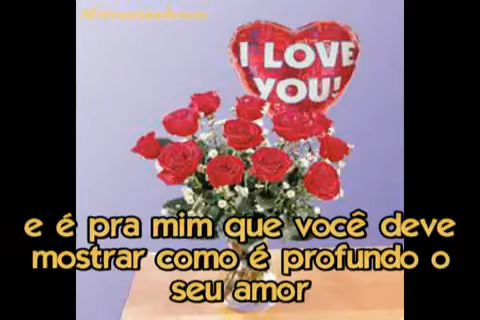 I LOVE
YOU!
e é pra mim que você deve
mostrar como é profundo o
seu amor